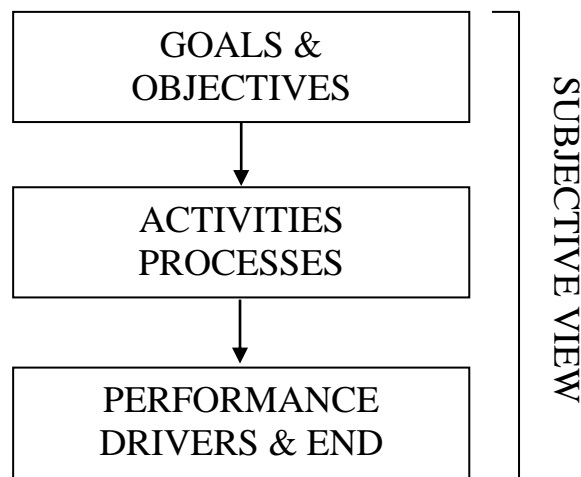 GOALS &
OBJECTIVES
ACTIVITIES
PROCESSES
PERFORMANCE
DRIVERS & END
SUBJECTIVE VIEW